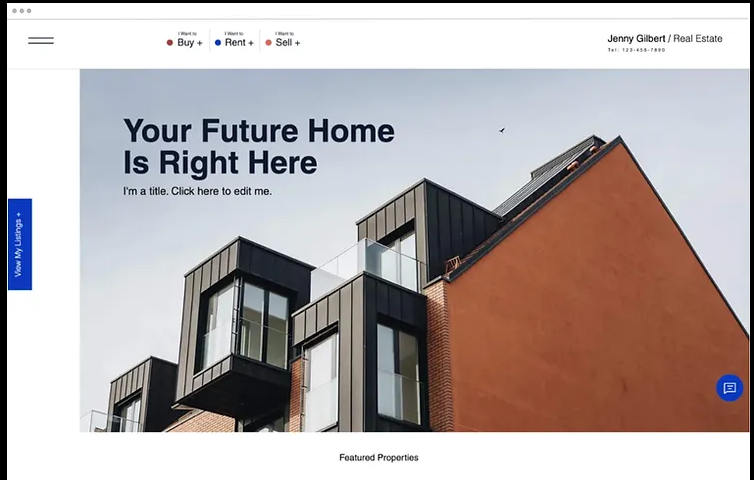 I Want to
Buy +
I Want to
Rent +
I Want to
Sell +
Jenny Gilbert / Real Estate
Tel: 123-456-7890
Your Future Home
Is Right Here
I'm a title. Click here to edit me.
View My Listings +
Featured Properties